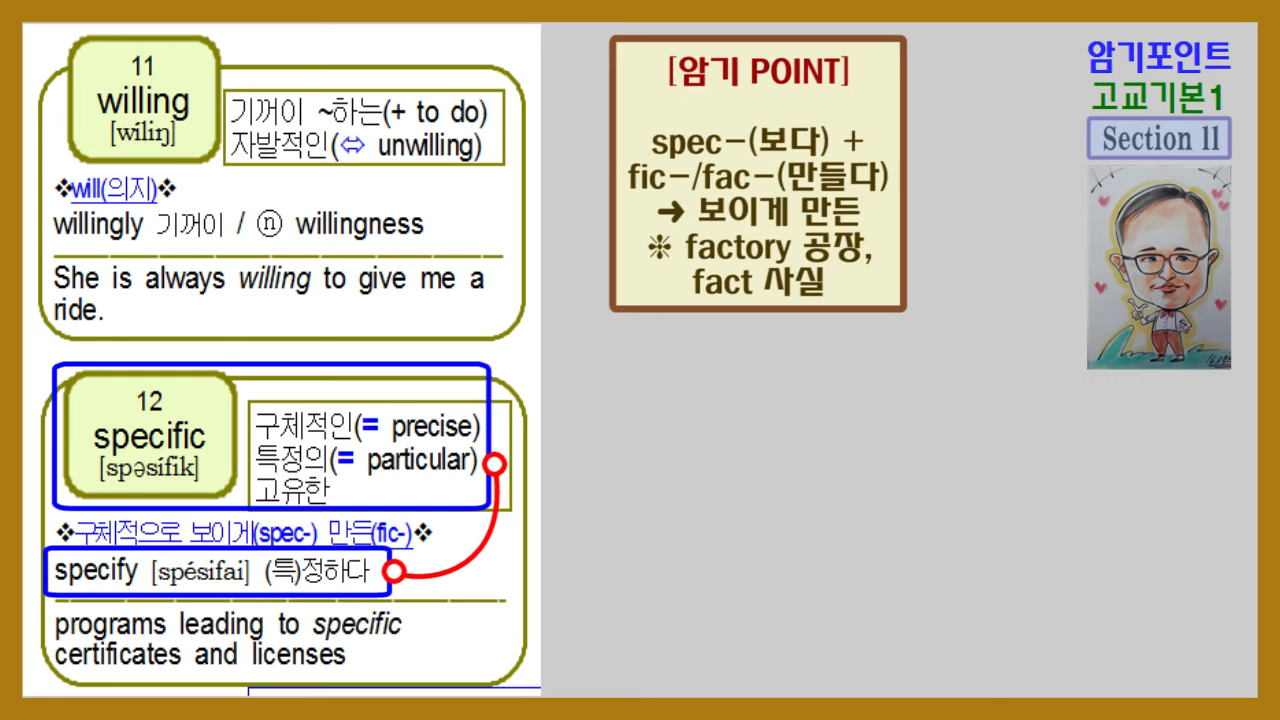 11
willing
[wíliŋ]
기꺼이 ~하는(+ to do)
자발적인(⇔ unwilling)
❖will(의지)❖
willingly 기꺼이 / ⓝ willingness
She is always willing to give me a
ride.
12
specific
[spəsífik]
구체적인(= precise)
특정의(= particular)
고유한
❖구체적으로 보이게(spec-) 만든(fic-)❖
specify [spésifai] (특)정하다
programs leading to specific
certificates and licenses
[암기 POINT]
spec-(보다) +
fic-/fac-(만들다)
➜ 보이게 만든
❈ factory 공장,
fact 사실
암기포인트
고교기본1
Section 11